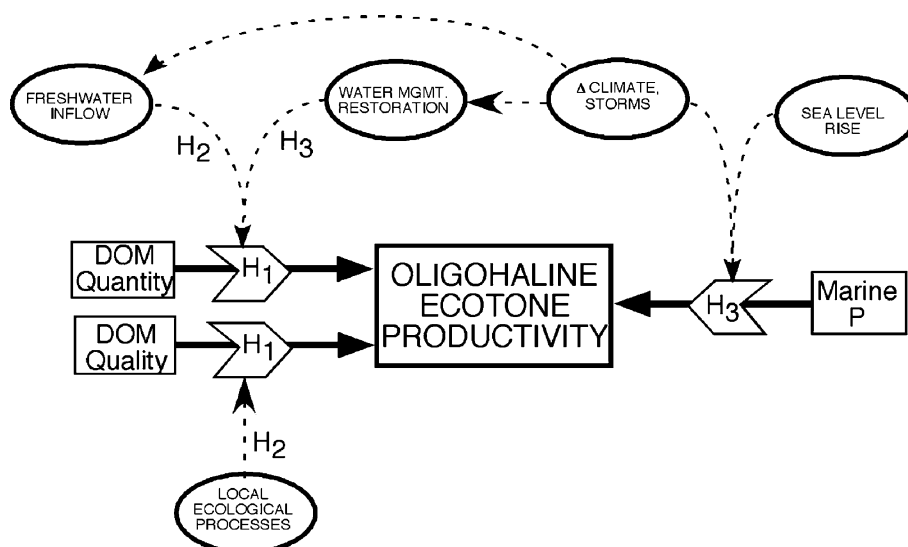 FRESHWATER
INFLOW
WATER MGMT.
RESTORATION
Δ CLIMATE,
STORMS
SEA LEVEL
RISE
H2
H3
DOM
Quantity
H1
OLIGOHALINE
ECOTONE
PRODUCTIVITY
H3
Marine
P
DOM
Quality
H1
H2
LOCAL
ECOLOGICAL
PROCESSES